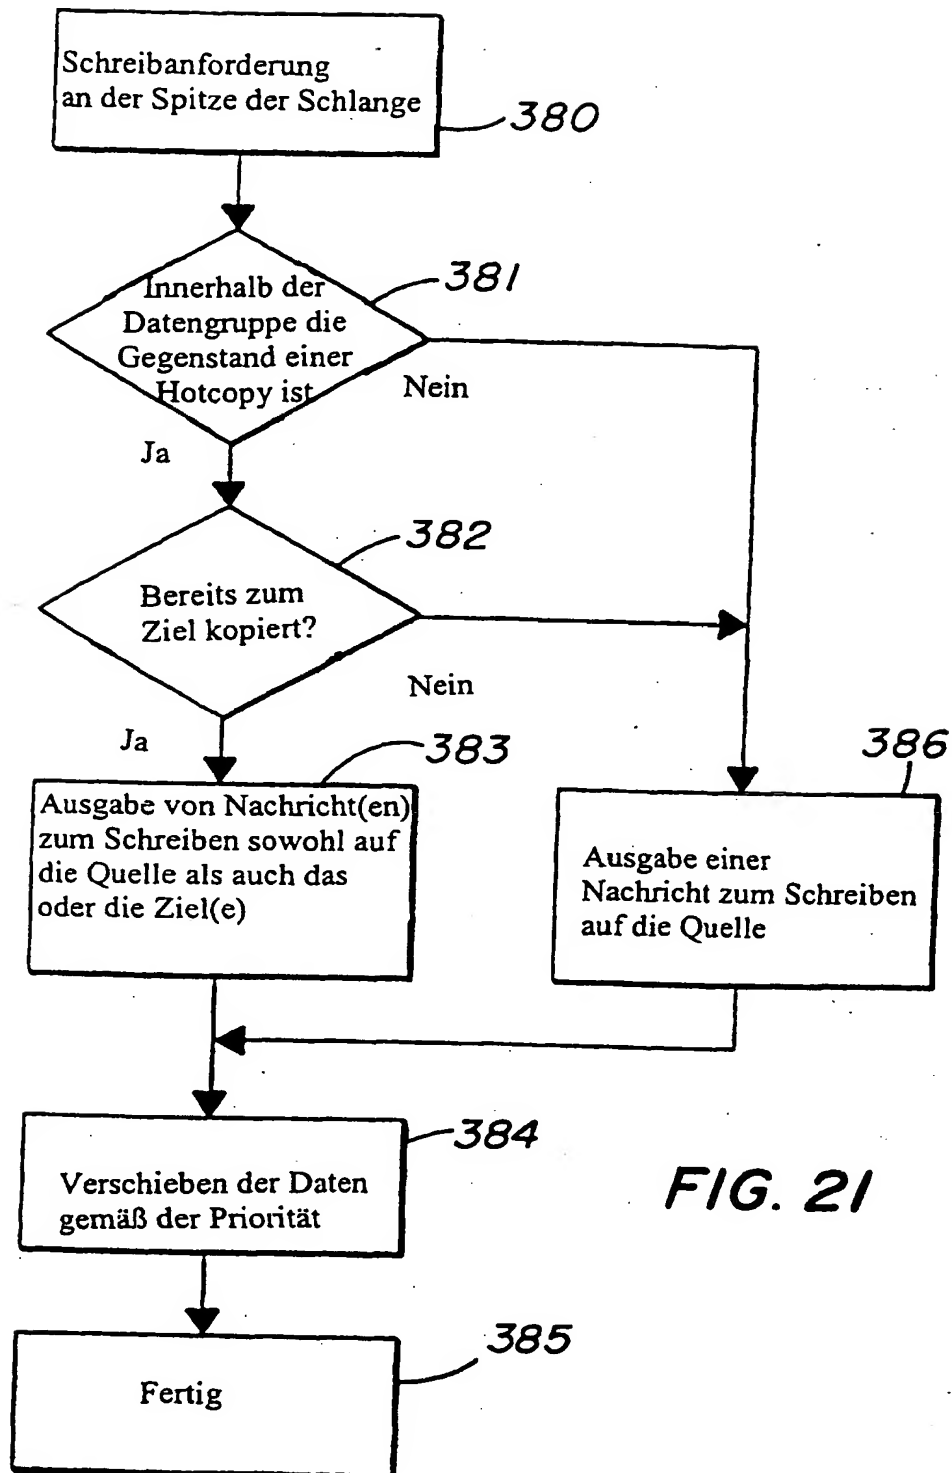 Schreibanforderung
an der Spitze der Schlange
380
Innerhalb der
Datengruppe die
Gegenstand einer
Hotcopy ist
381
Nein
Ja
382
Bereits zum
Ziel kopiert?
Nein
Ja
383
Ausgabe von Nachricht(en)
zum Schreiben sowohl auf
die Quelle als auch das
oder die Ziel(e)
386
Ausgabe einer
Nachricht zum Schreiben
auf die Quelle
384
Verschieben der Daten
gemäß der Priorität
FIG. 21
385
Fertig